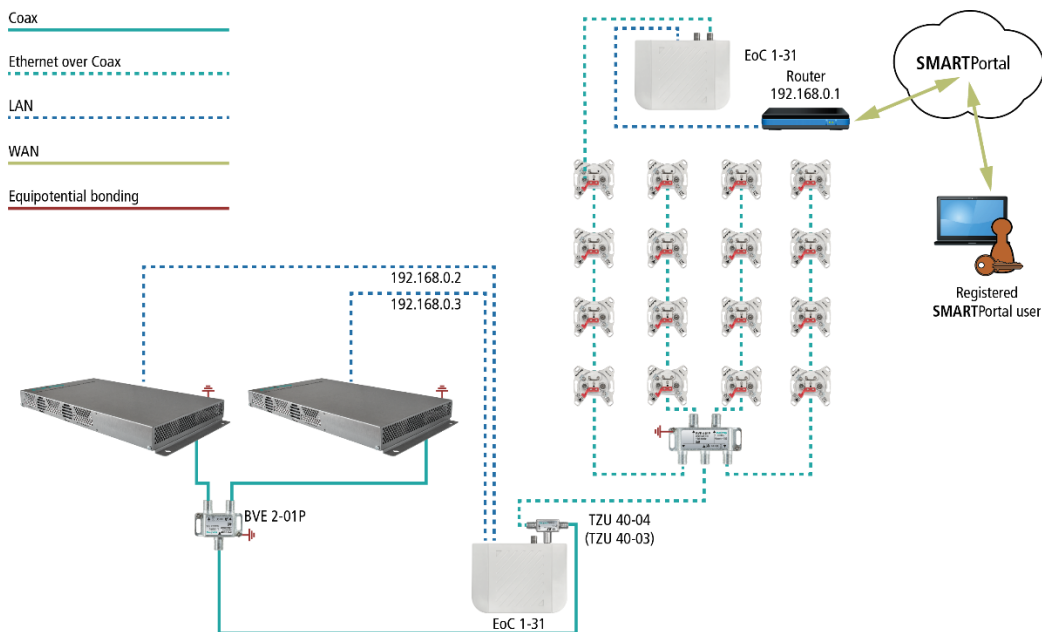 Coax
Ethernet over Coax
LAN
WAN
Equipotential bonding
EoC 1-31
Router
192.168.0.1
SMARTPortal
Registered
SMARTPortal user
192.168.0.2
192.168.0.3
BVE 2-01P
TZU 40-04
(TZU 40-03)
EoC 1-31